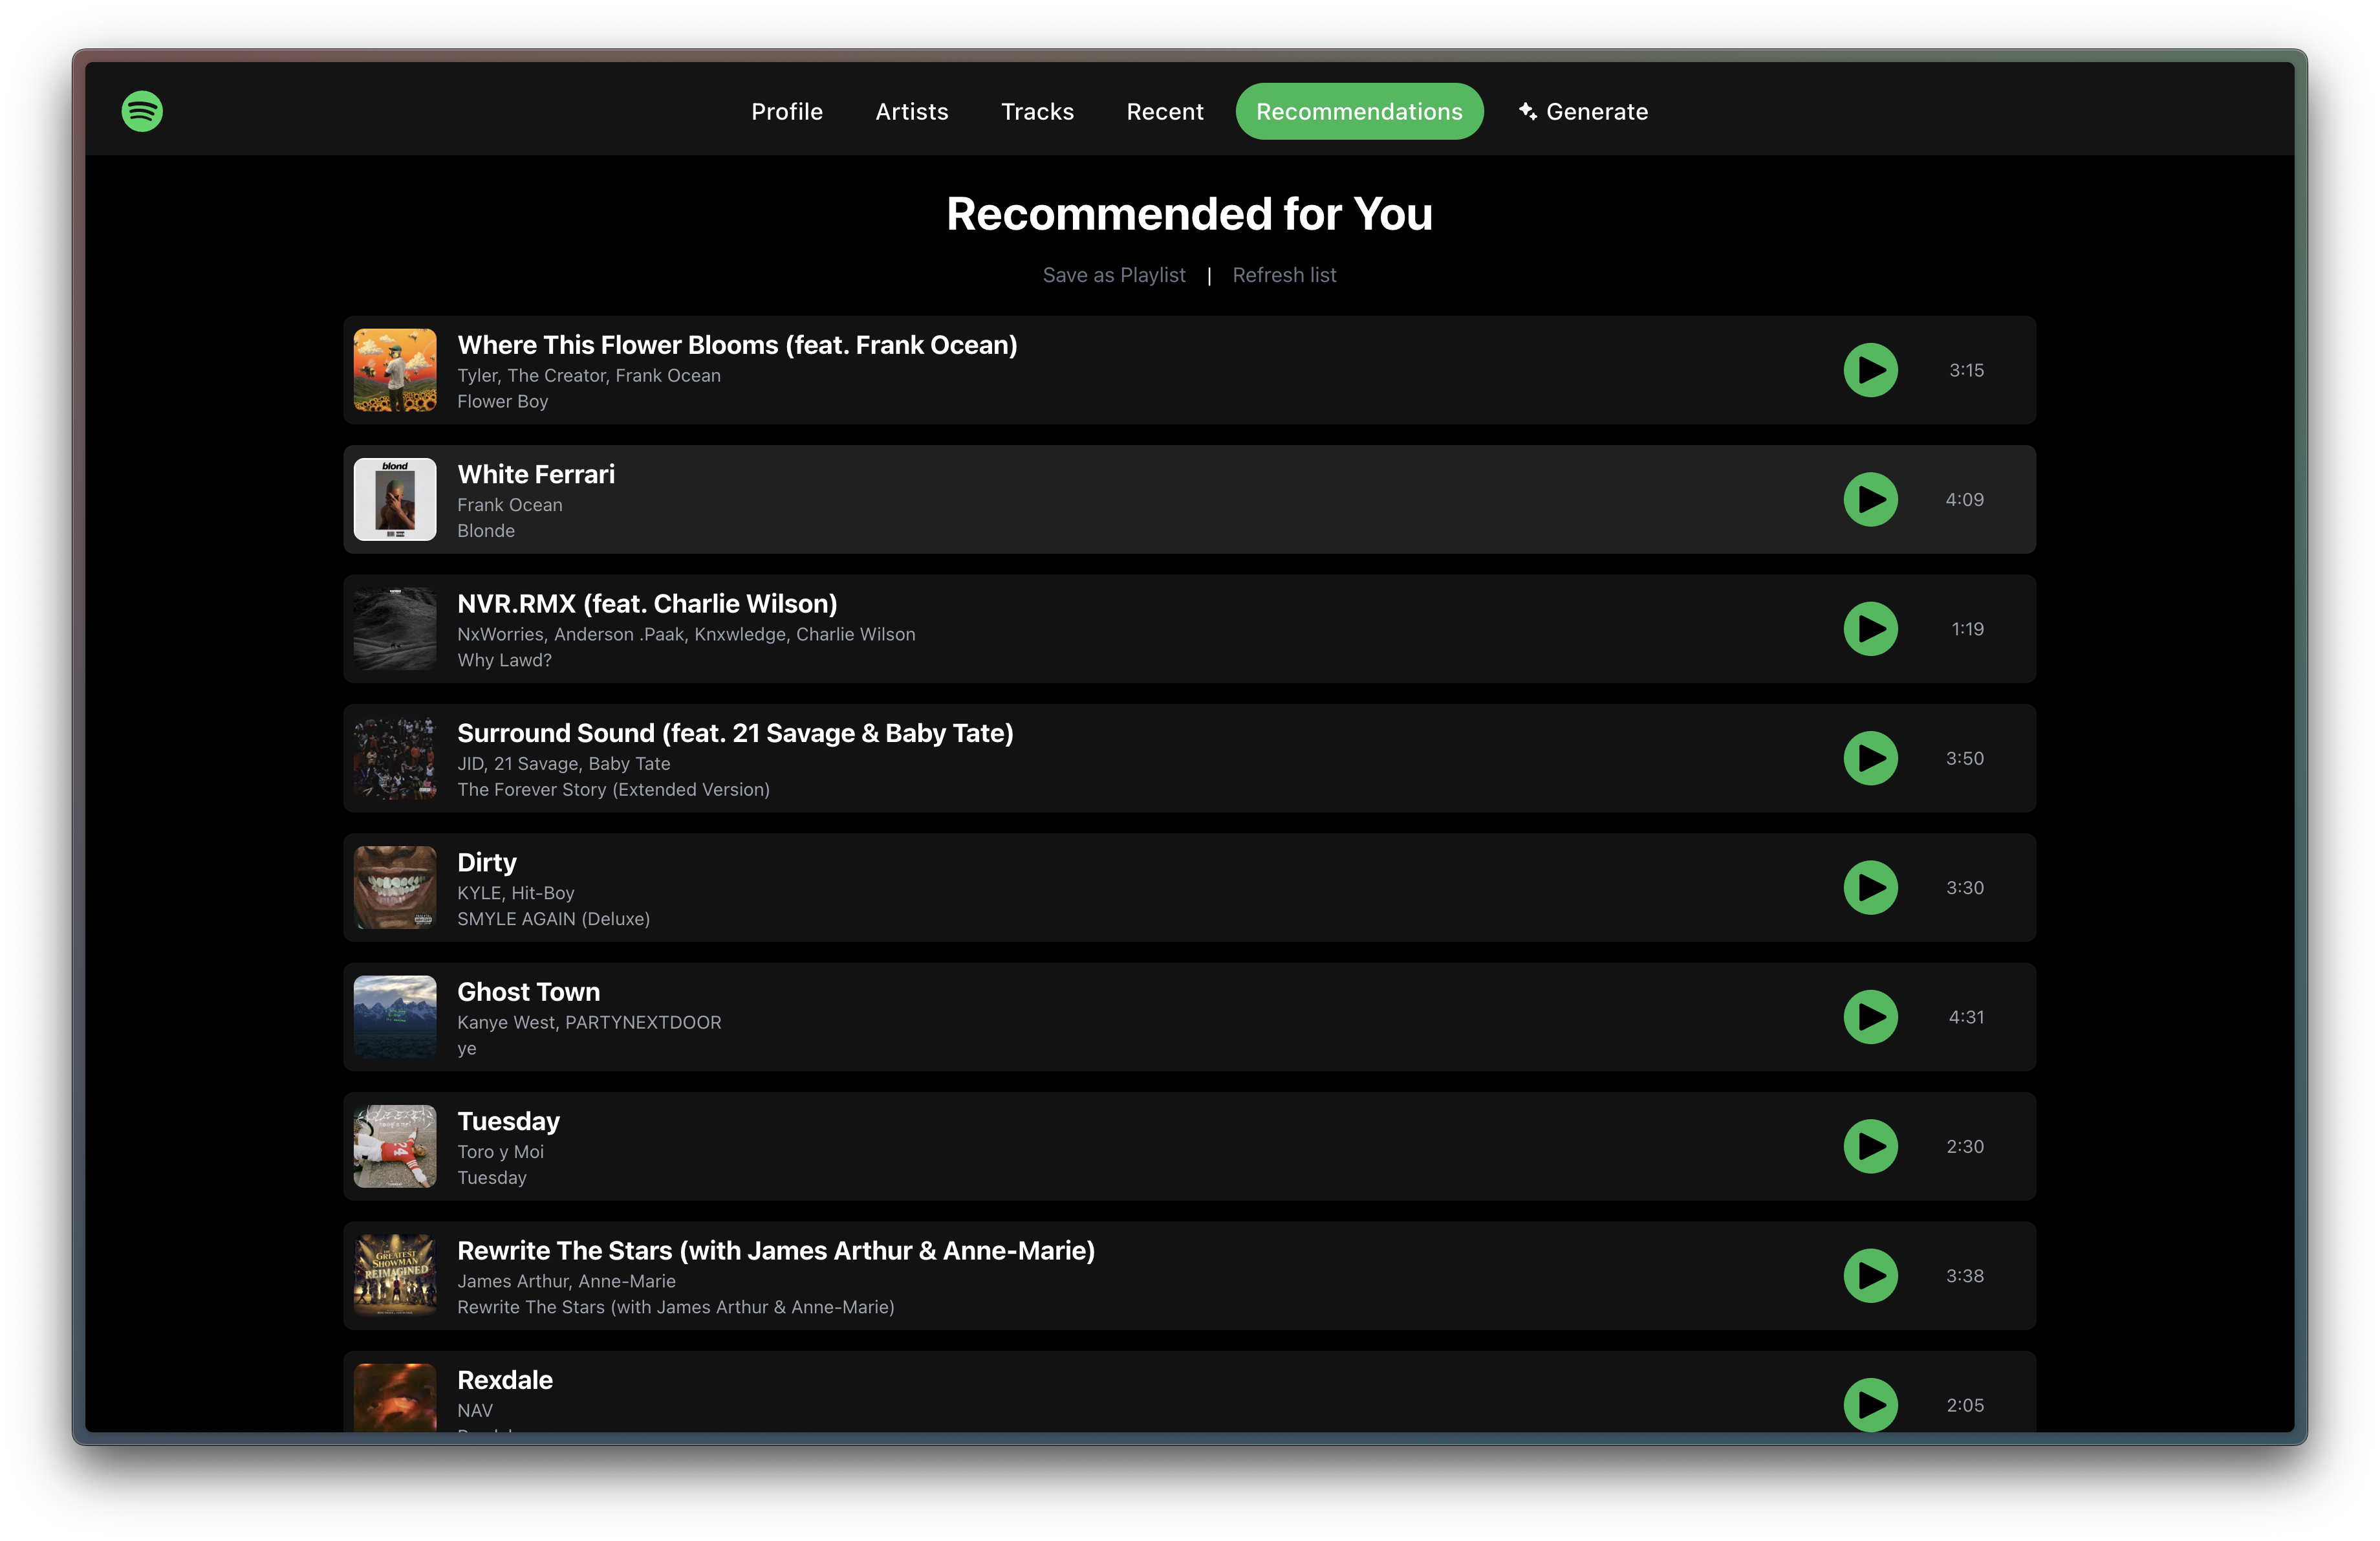 Profile Artists Tracks Recent Recommendations Generate
Recommended for You
Save as Playlist | Refresh list
Where This Flower Blooms (feat. Frank Ocean)
Tyler, The Creator, Frank Ocean
Flower Boy
3:15
blond
White Ferrari
Frank Ocean
Blonde
4:09
NVR.RMX (feat. Charlie Wilson)
NxWorries, Anderson .Paak, Knxwledge, Charlie Wilson
Why Lawd?
1:19
Surround Sound (feat. 21 Savage & Baby Tate)
JID, 21 Savage, Baby Tate
The Forever Story (Extended Version)
3:50
Dirty
KYLE, Hit-Boy
SMYLE AGAIN (Deluxe)
3:30
Ghost Town
Kanye West, PARTYNEXTDOOR
ye
4:31
Tuesday
Toro y Moi
Tuesday
2:30
GREATEST
SHOWMAN
REIMAGINED
Rewrite The Stars (with James Arthur & Anne-Marie)
James Arthur, Anne-Marie
Rewrite The Stars (with James Arthur & Anne-Marie)
3:38
Rexdale
NAV
2:05